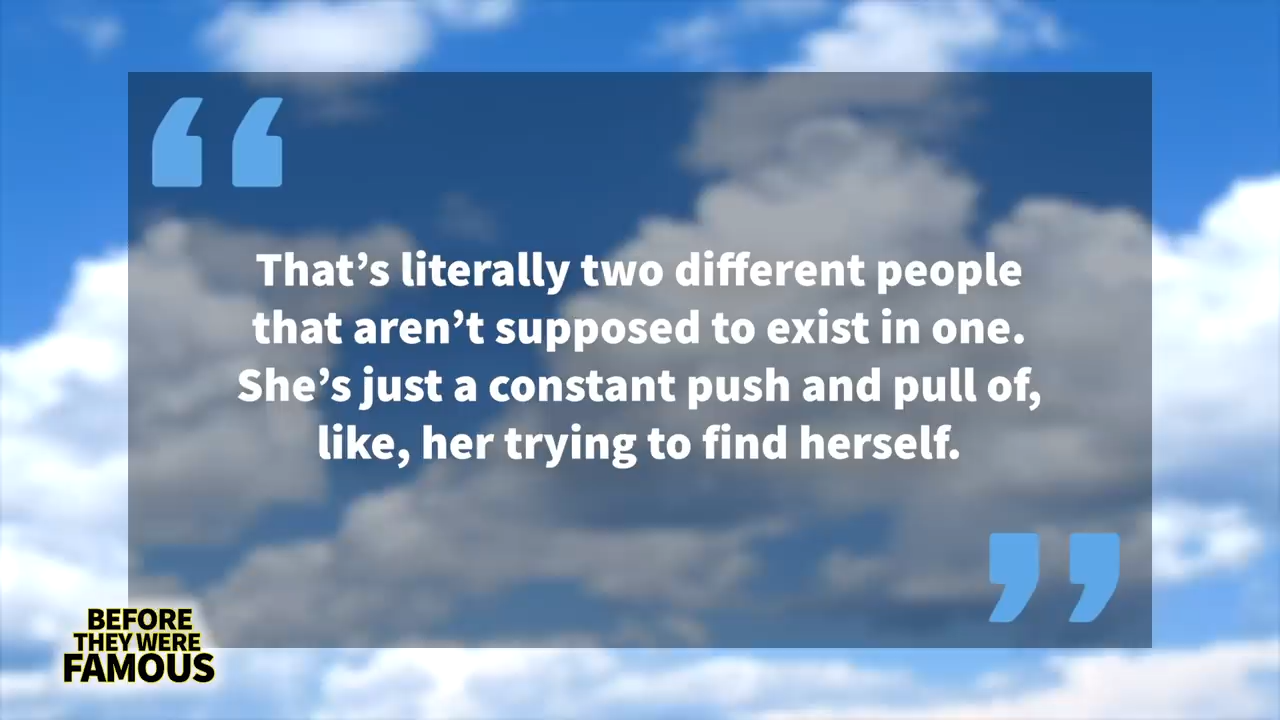 “
That’s literally two different people
that aren’t supposed to exist in one.
She’s just a constant push and pull of,
like, her trying to find herself.
”
BEFORE
THEY WERE
FAMOUS